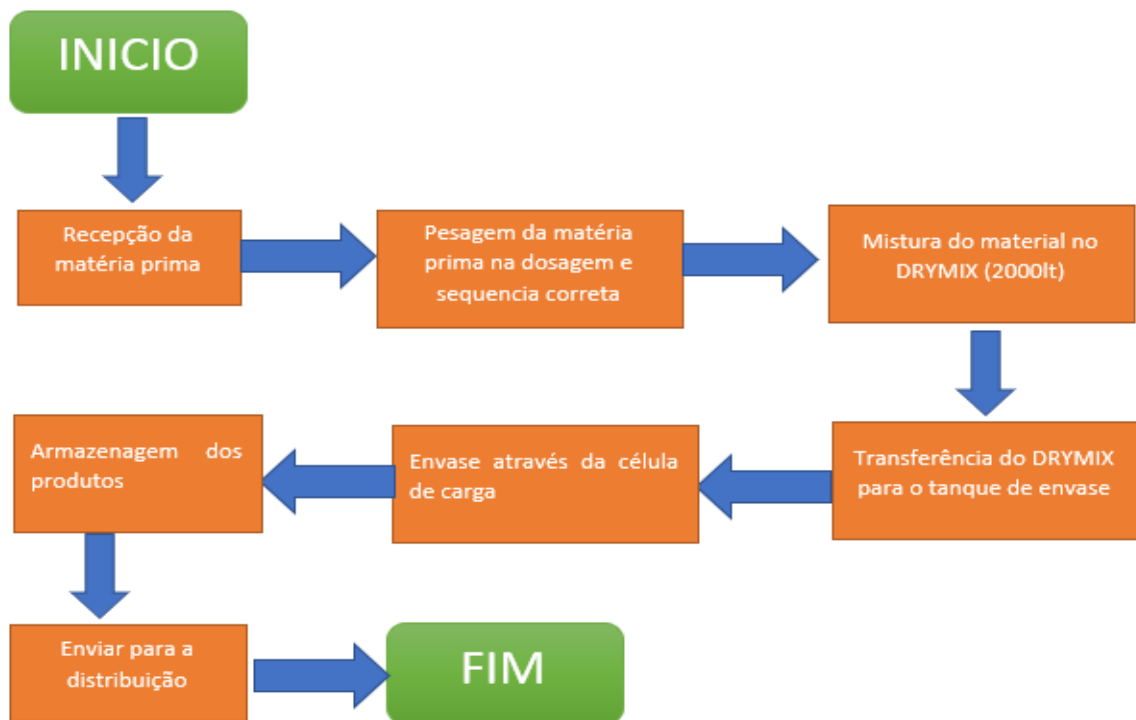 INICIO
Recepção da
matéria prima
Pesagem da matéria
prima na dosagem e
sequencia correta
Mistura do material no
DRYMIX (2000lt)
Transferência do DRYMIX
para o tanque de envase
Envase através da célula
de carga
Armazenagem dos
produtos
Enviar para a
distribuição
FIM